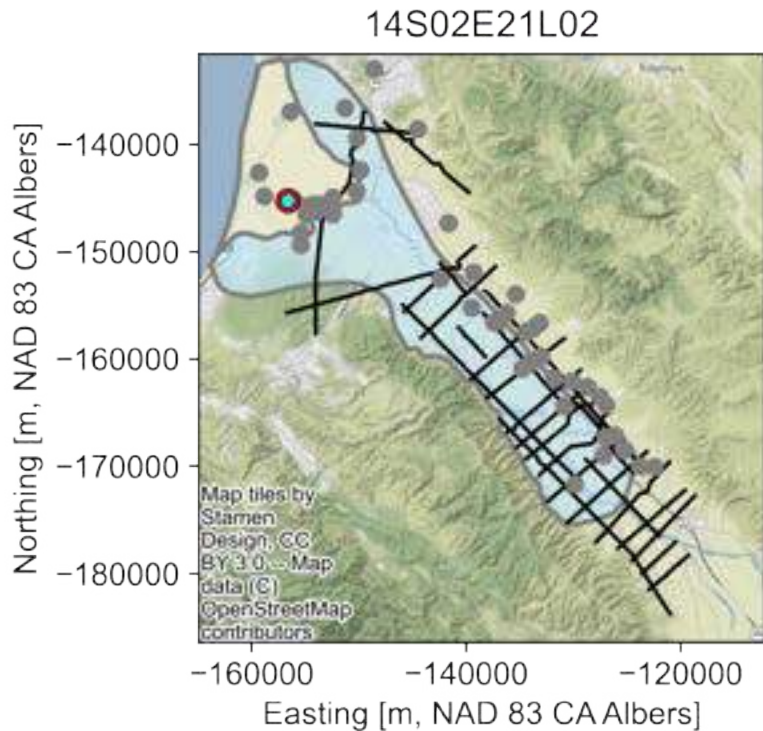 14S02E21L02
Northing [m, NAD 83 CA Albers]
−140000
−150000
−160000
−170000
−180000
Map tiles by
Stamen
Design, CC
BY 3.0 -- Map
data (C)
OpenStreetMap
contributors
−160000
−140000
−120000
Easting [m, NAD 83 CA Albers]